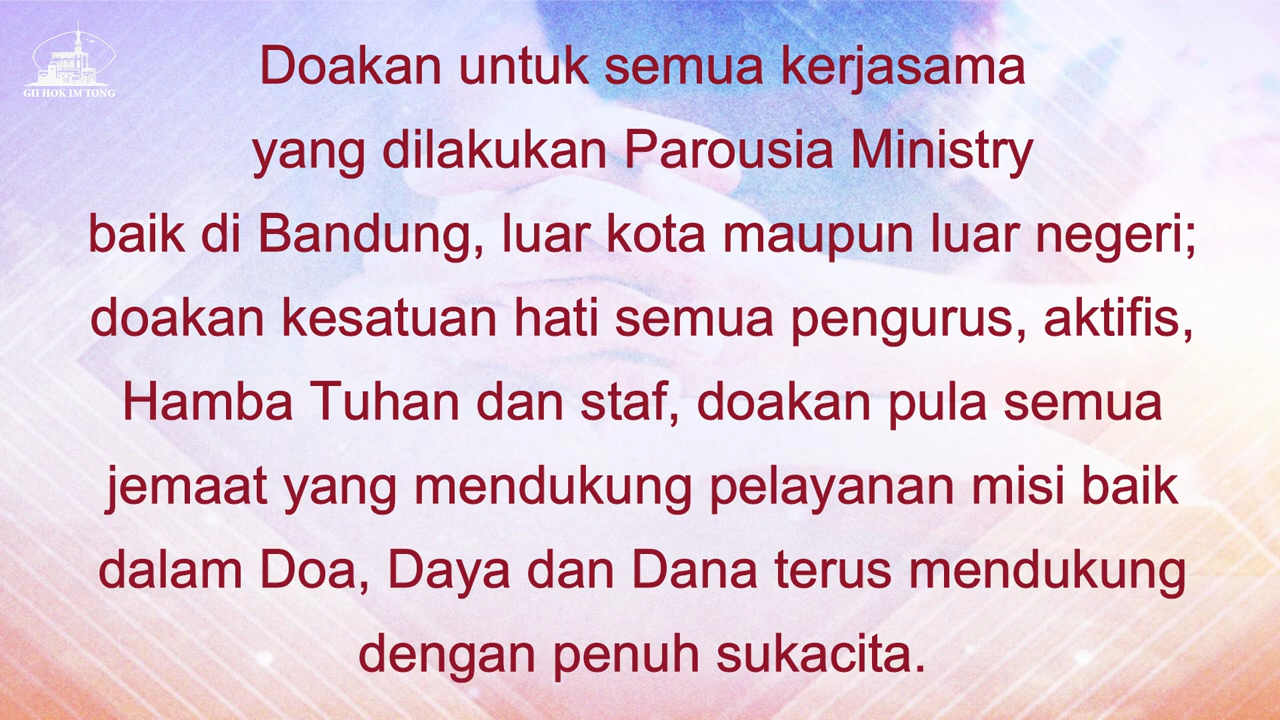 GII HOK IM TONG
Doakan untuk semua kerjasama
yang dilakukan Parousia Ministry
baik di Bandung, luar kota maupun luar negeri;
doakan kesatuan hati semua pengurus, aktifis,
Hamba Tuhan dan staf, doakan pula semua
jemaat yang mendukung pelayanan misi baik
dalam Doa, Daya dan Dana terus mendukung
dengan penuh sukacita.